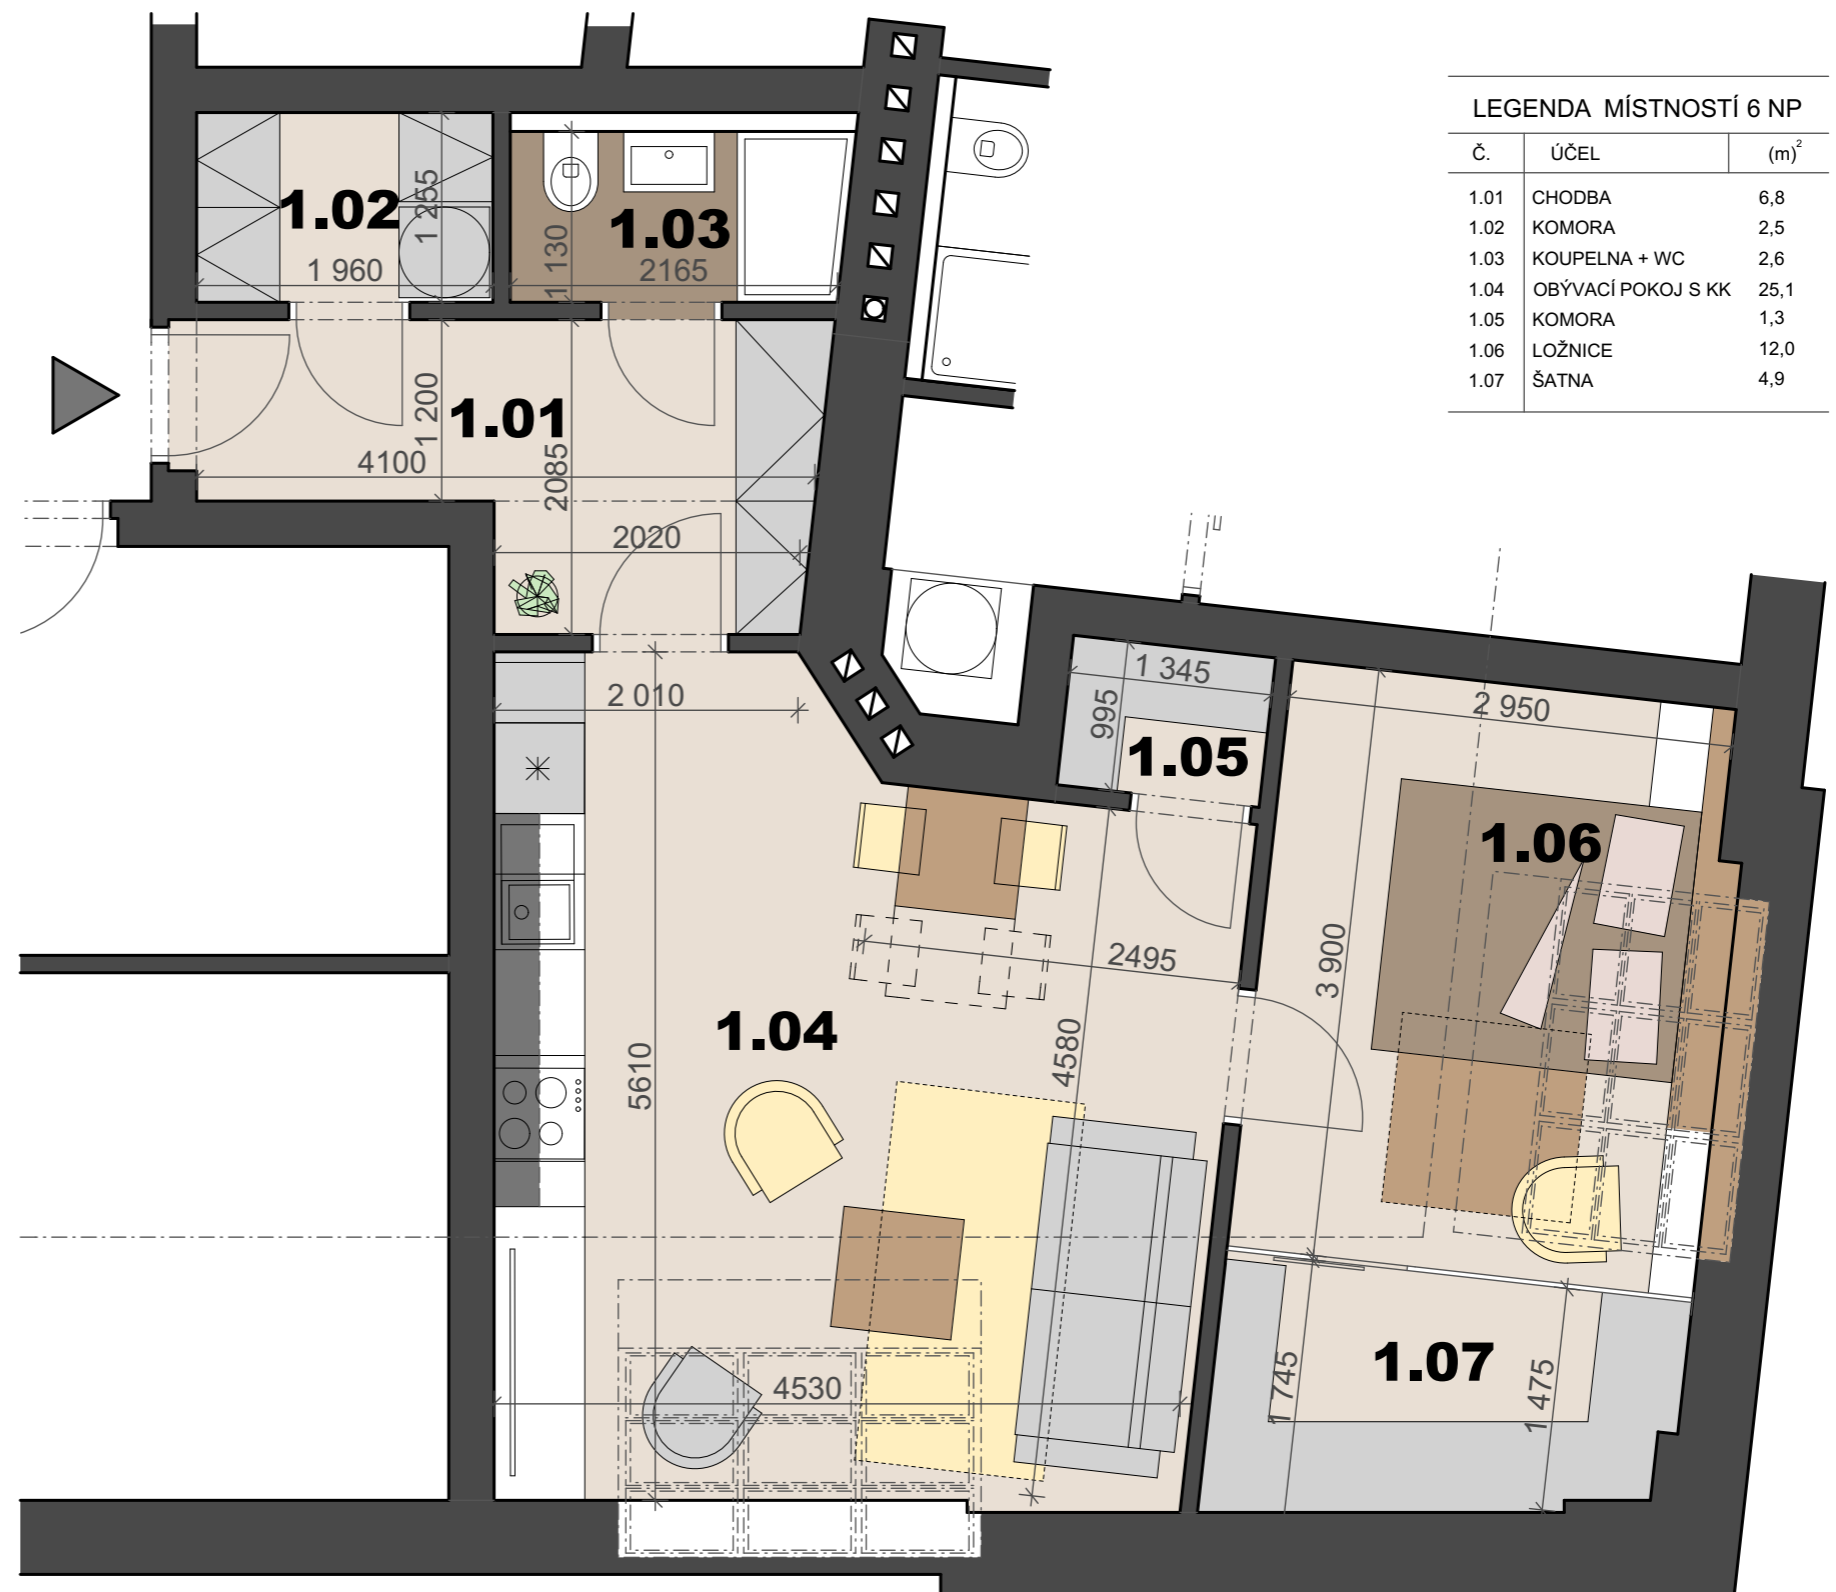 LEGENDA MÍSTNOSTÍ 6 NP
Č. ÚČEL (m)²
1.01 CHODBA 6,8
1.02 KOMORA 2,5
1.03 KOUPELNA + WC 2,6
1.04 OBÝVACÍ POKOJ S KK 25,1
1.05 KOMORA 1,3
1.06 LOŽNICE 12,0
1.07 ŠATNA 4,9
1.02
1 255
1 960
1.03
1 130
2165
1.01
1 200
4100
2085
2020
2 010
1 345
995
1.05
2 950
1.06
3 900
2495
1.04
5610
4580
4530
1.07
1 745
1 475